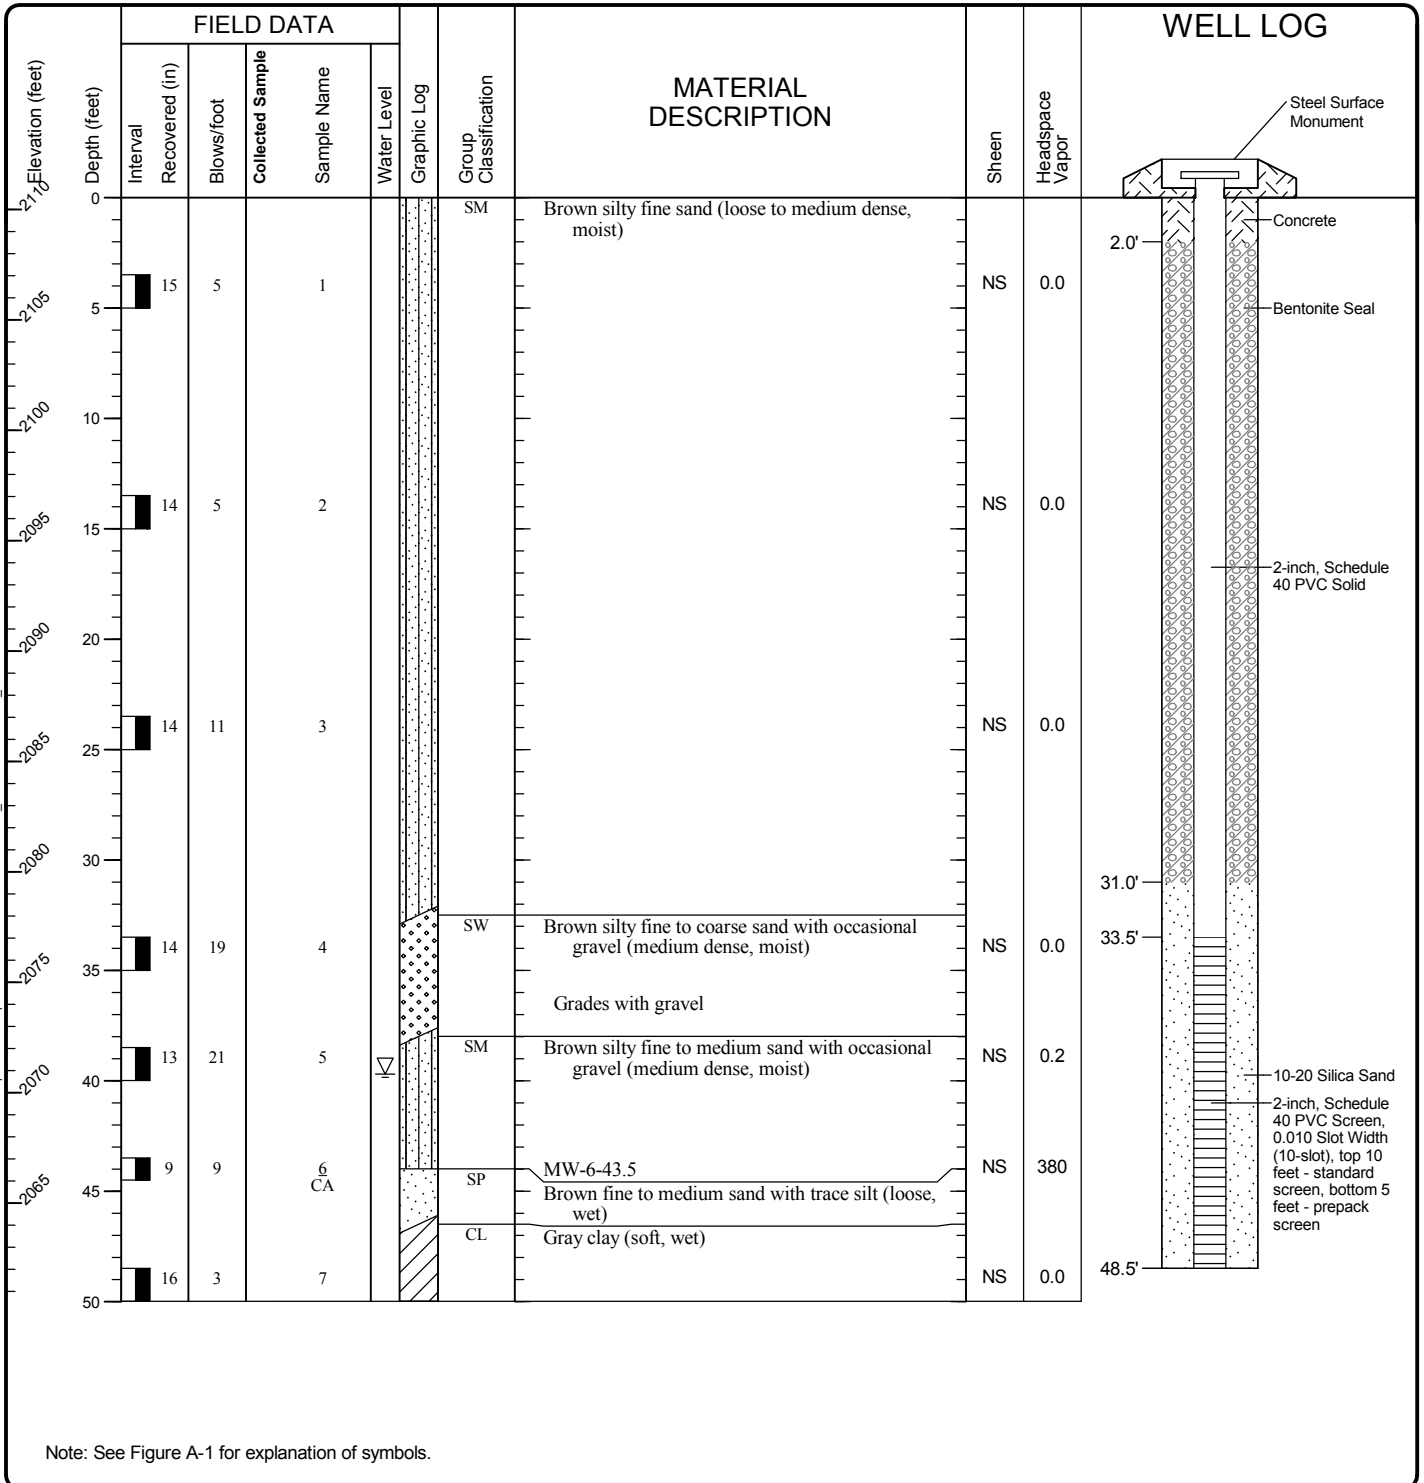 FIELD DATA
WELL LOG
Elevation (feet)
Depth (feet)
Interval
Recovered (in)
Blows/foot
Collected Sample
Sample Name
Water Level
Graphic Log
Group
Classification
MATERIAL
DESCRIPTION
Sheen
Headspace
Vapor
Steel Surface
Monument
2110
0
SM
Brown silty fine sand (loose to medium dense,
moist)
Concrete
2.0'
15
5
1
NS
0.0
2105
5
Bentonite Seal
2100
10
14
5
2
NS
0.0
2095
15
2-inch, Schedule
40 PVC Solid
2090
20
14
11
3
NS
0.0
2085
25
2080
30
31.0'
SW
Brown silty fine to coarse sand with occasional
gravel (medium dense, moist)
33.5'
14
19
4
NS
0.0
2075
35
Grades with gravel
SM
Brown silty fine to medium sand with occasional
gravel (medium dense, moist)
13
21
5
NS
0.2
2070
40
10-20 Silica Sand
2-inch, Schedule
40 PVC Screen,
0.010 Slot Width
(10-slot), top 10
feet - standard
screen, bottom 5
feet - prepack
screen
9
9
6
CA
MW-6-43.5
NS
380
2065
45
SP
Brown fine to medium sand with trace silt (loose,
wet)
CL
Gray clay (soft, wet)
16
3
7
NS
0.0
48.5'
50
Note: See Figure A-1 for explanation of symbols.